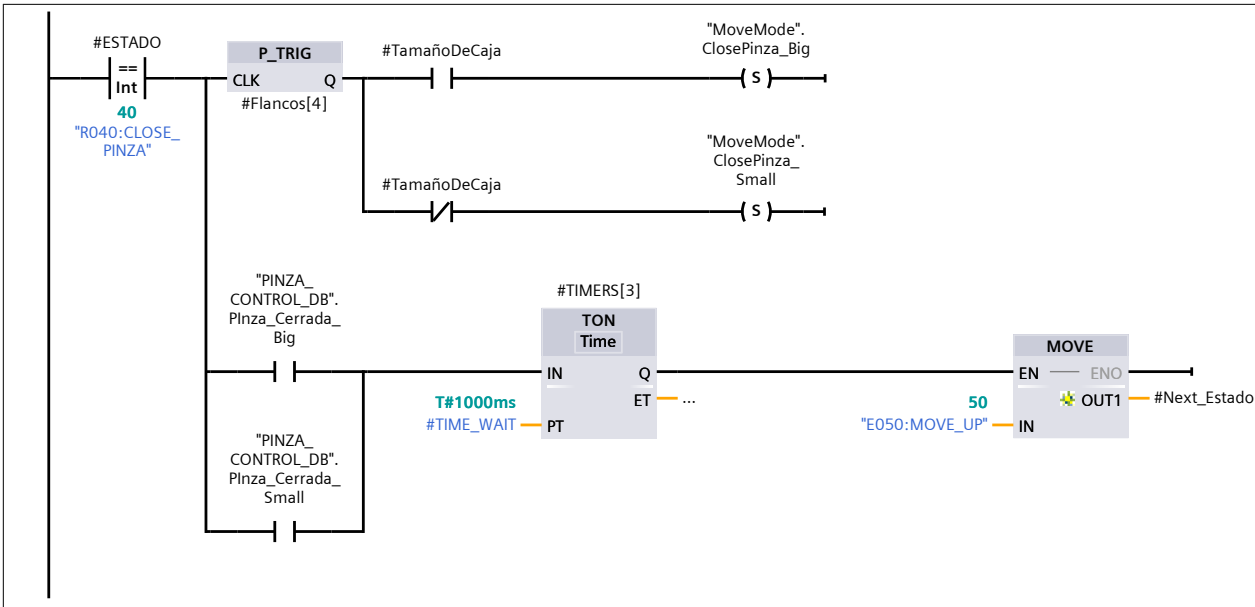 #ESTADO
==
Int
40
"R040:CLOSE_
PINZA"
P_TRIG
CLK
Q
#Flancos[4]
#TamañoDeCaja
"MoveMode".
ClosePinza_Big
S
#TamañoDeCaja
"MoveMode".
ClosePinza_
Small
S
"PINZA_
CONTROL_DB".
PInza_Cerrada_
Big
"PINZA_
CONTROL_DB".
PInza_Cerrada_
Small
#TIMERS[3]
TON
Time
IN
Q
T#1000ms
#TIME_WAIT
PT
ET
...
MOVE
EN
ENO
50
"E050:MOVE_UP"
IN
OUT1
#Next_Estado